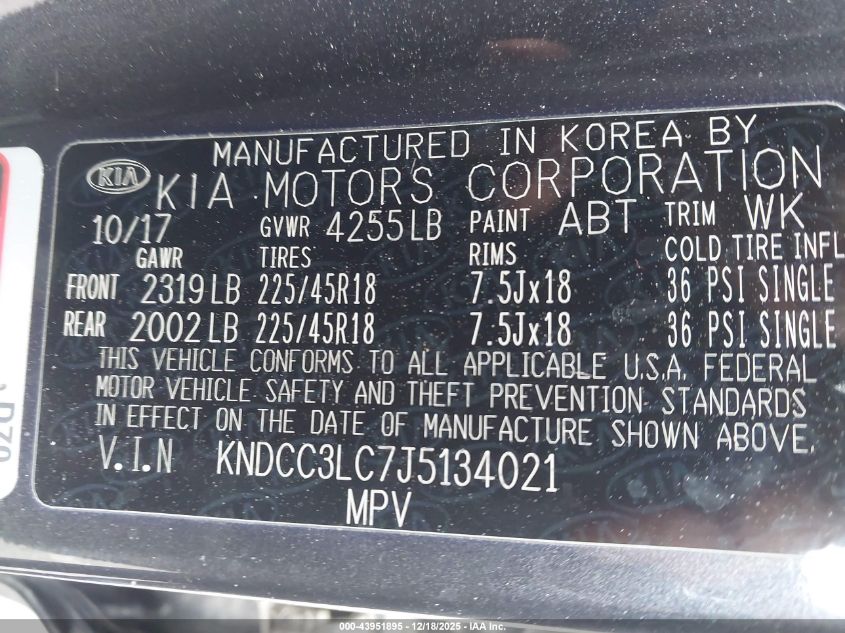 MANUFACTURED IN KOREA BY
KIA KIA MOTORS CORPORATION
10/17 GVWR 4255LB PAINT ABT TRIM WK
GAWR TIRES RIMS COLD TIRE INFL
FRONT 2319LB 225/45R18 7.5Jx18 36 PSI SINGLE
REAR 2002LB 225/45R18 7.5Jx18 36 PSI SINGLE
THIS VEHICLE CONFORMS TO ALL APPLICABLE U.S.A. FEDERAL
MOTOR VEHICLE SAFETY AND THEFT PREVENTION STANDARDS
IN EFFECT ON THE DATE OF MANUFACTURE SHOWN ABOVE.
V.I.N KNDCC3LC7J5134021
MPV
000-43951895 - 12/18/2025 - IAA Inc.